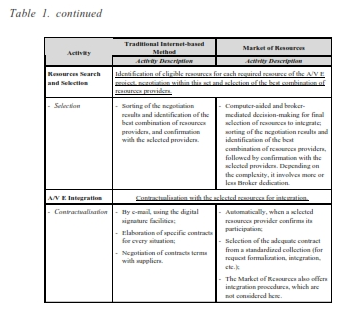 Table 1. continued
Activity
Traditional Internet-based
Method
Market of Resources
Activity Description
Activity Description
Resources Search
and Selection
Identification of eligible resources for each required resource of the A/V E
project, negotiation within this set and selection of the best combination of
resources providers.
- Selection
- Sorting of the negotiation
results and identification of the
best combination of resources
providers, and confirmation
with the selected providers.
- Computer-aided and broker-
mediated decision-making for final
selection of resources to integrate;
sorting of the negotiation results and
identification of the best
combination of resources providers,
followed by confirmation with the
selected providers. Depending on
the complexity, it involves more or
less Broker dedication.
A/V E Integration
Contractualisation with the selected resources for integration.
- Contractualisation
- By e-mail, using the digital
signature facilities;
- Elaboration of specific contracts
for every situation;
- Negotiation of contracts terms
with suppliers.
- Automatically, when a selected
resources provider confirms its
participation;
- Selection of the adequate contract
from a standardized collection (for
request formalization, integration,
etc.);
- The Market of Resources also offers
integration procedures, which are
not considered here.